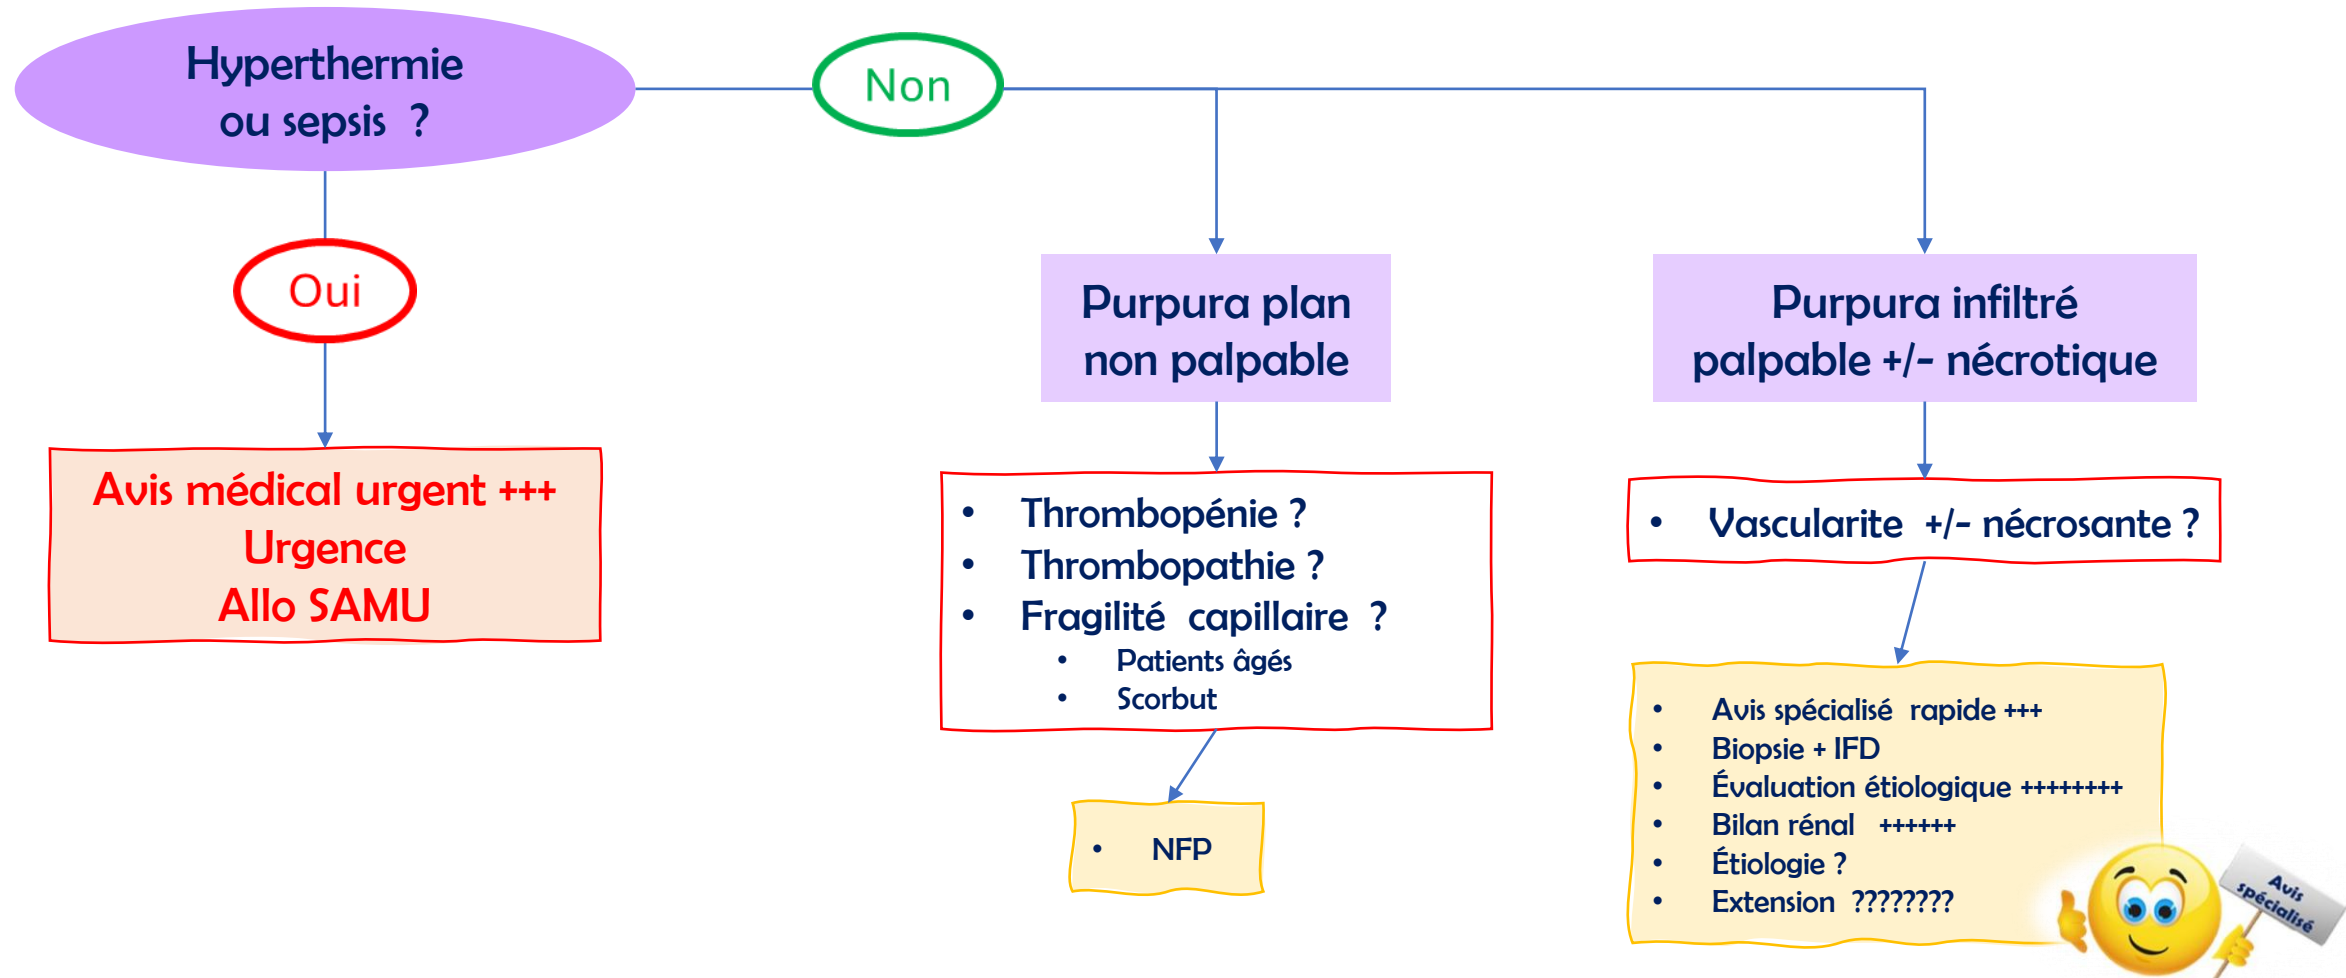 Hyperthermie
ou sepsis ?
Non
Oui
Avis médical urgent +++
Urgence
Allo SAMU
Purpura plan
non palpable
• Thrombopénie ?
• Thrombopathie ?
• Fragilité capillaire ?
• Patients âgés
• Scorbut
• NFP
Purpura infiltré
palpable +/- nécrotique
• Vascularite +/- nécrosante ?
• Avis spécialisé rapide +++
• Biopsie + IFD
• Évaluation étiologique ++++++++
• Bilan rénal ++++++
• Étiologie ?
• Extension ????????
Avis
spécialisé